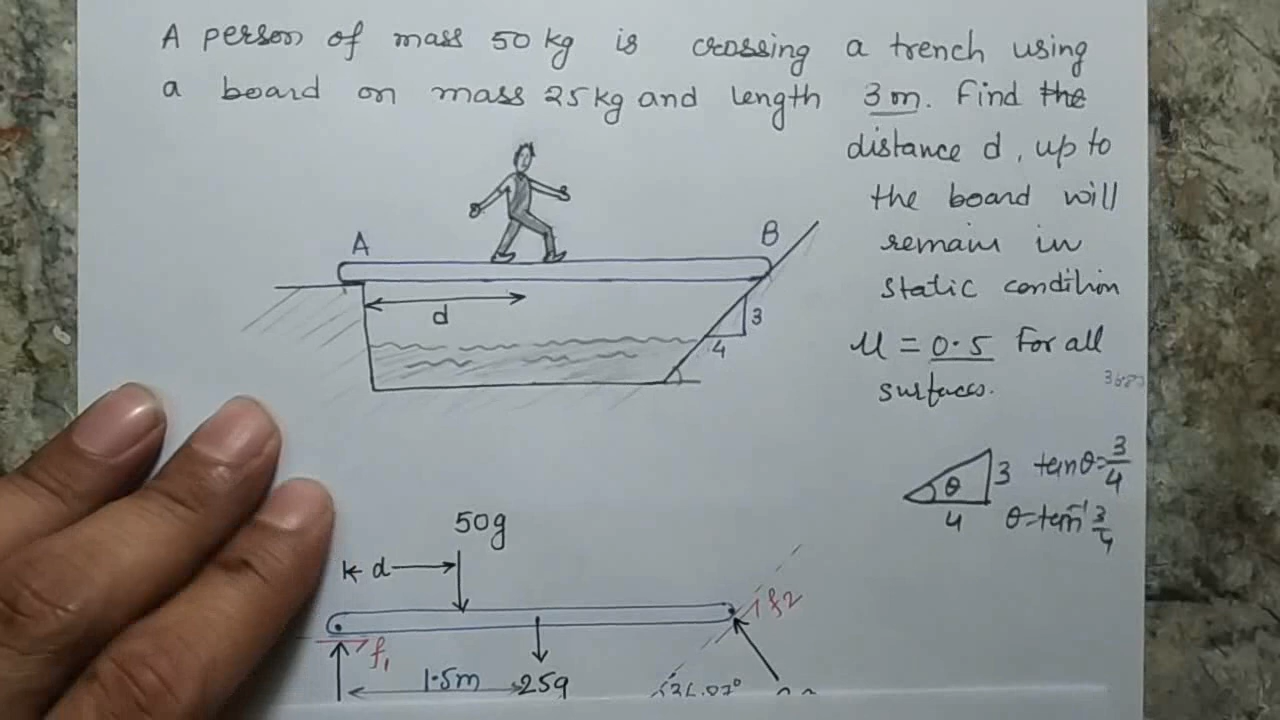 A person of mass 50 kg is crossing a trench using
a board on mass 25 kg and length 3 m. Find the
distance d, up to
the board will
remain in
static condition
μ = 0.5 for all
surfaces.
A
B
d
3
4
θ
3
4
tanθ = 3/4
θ = tan⁻¹ 3/4
50g
d
f₁
f2
1.5m
25g